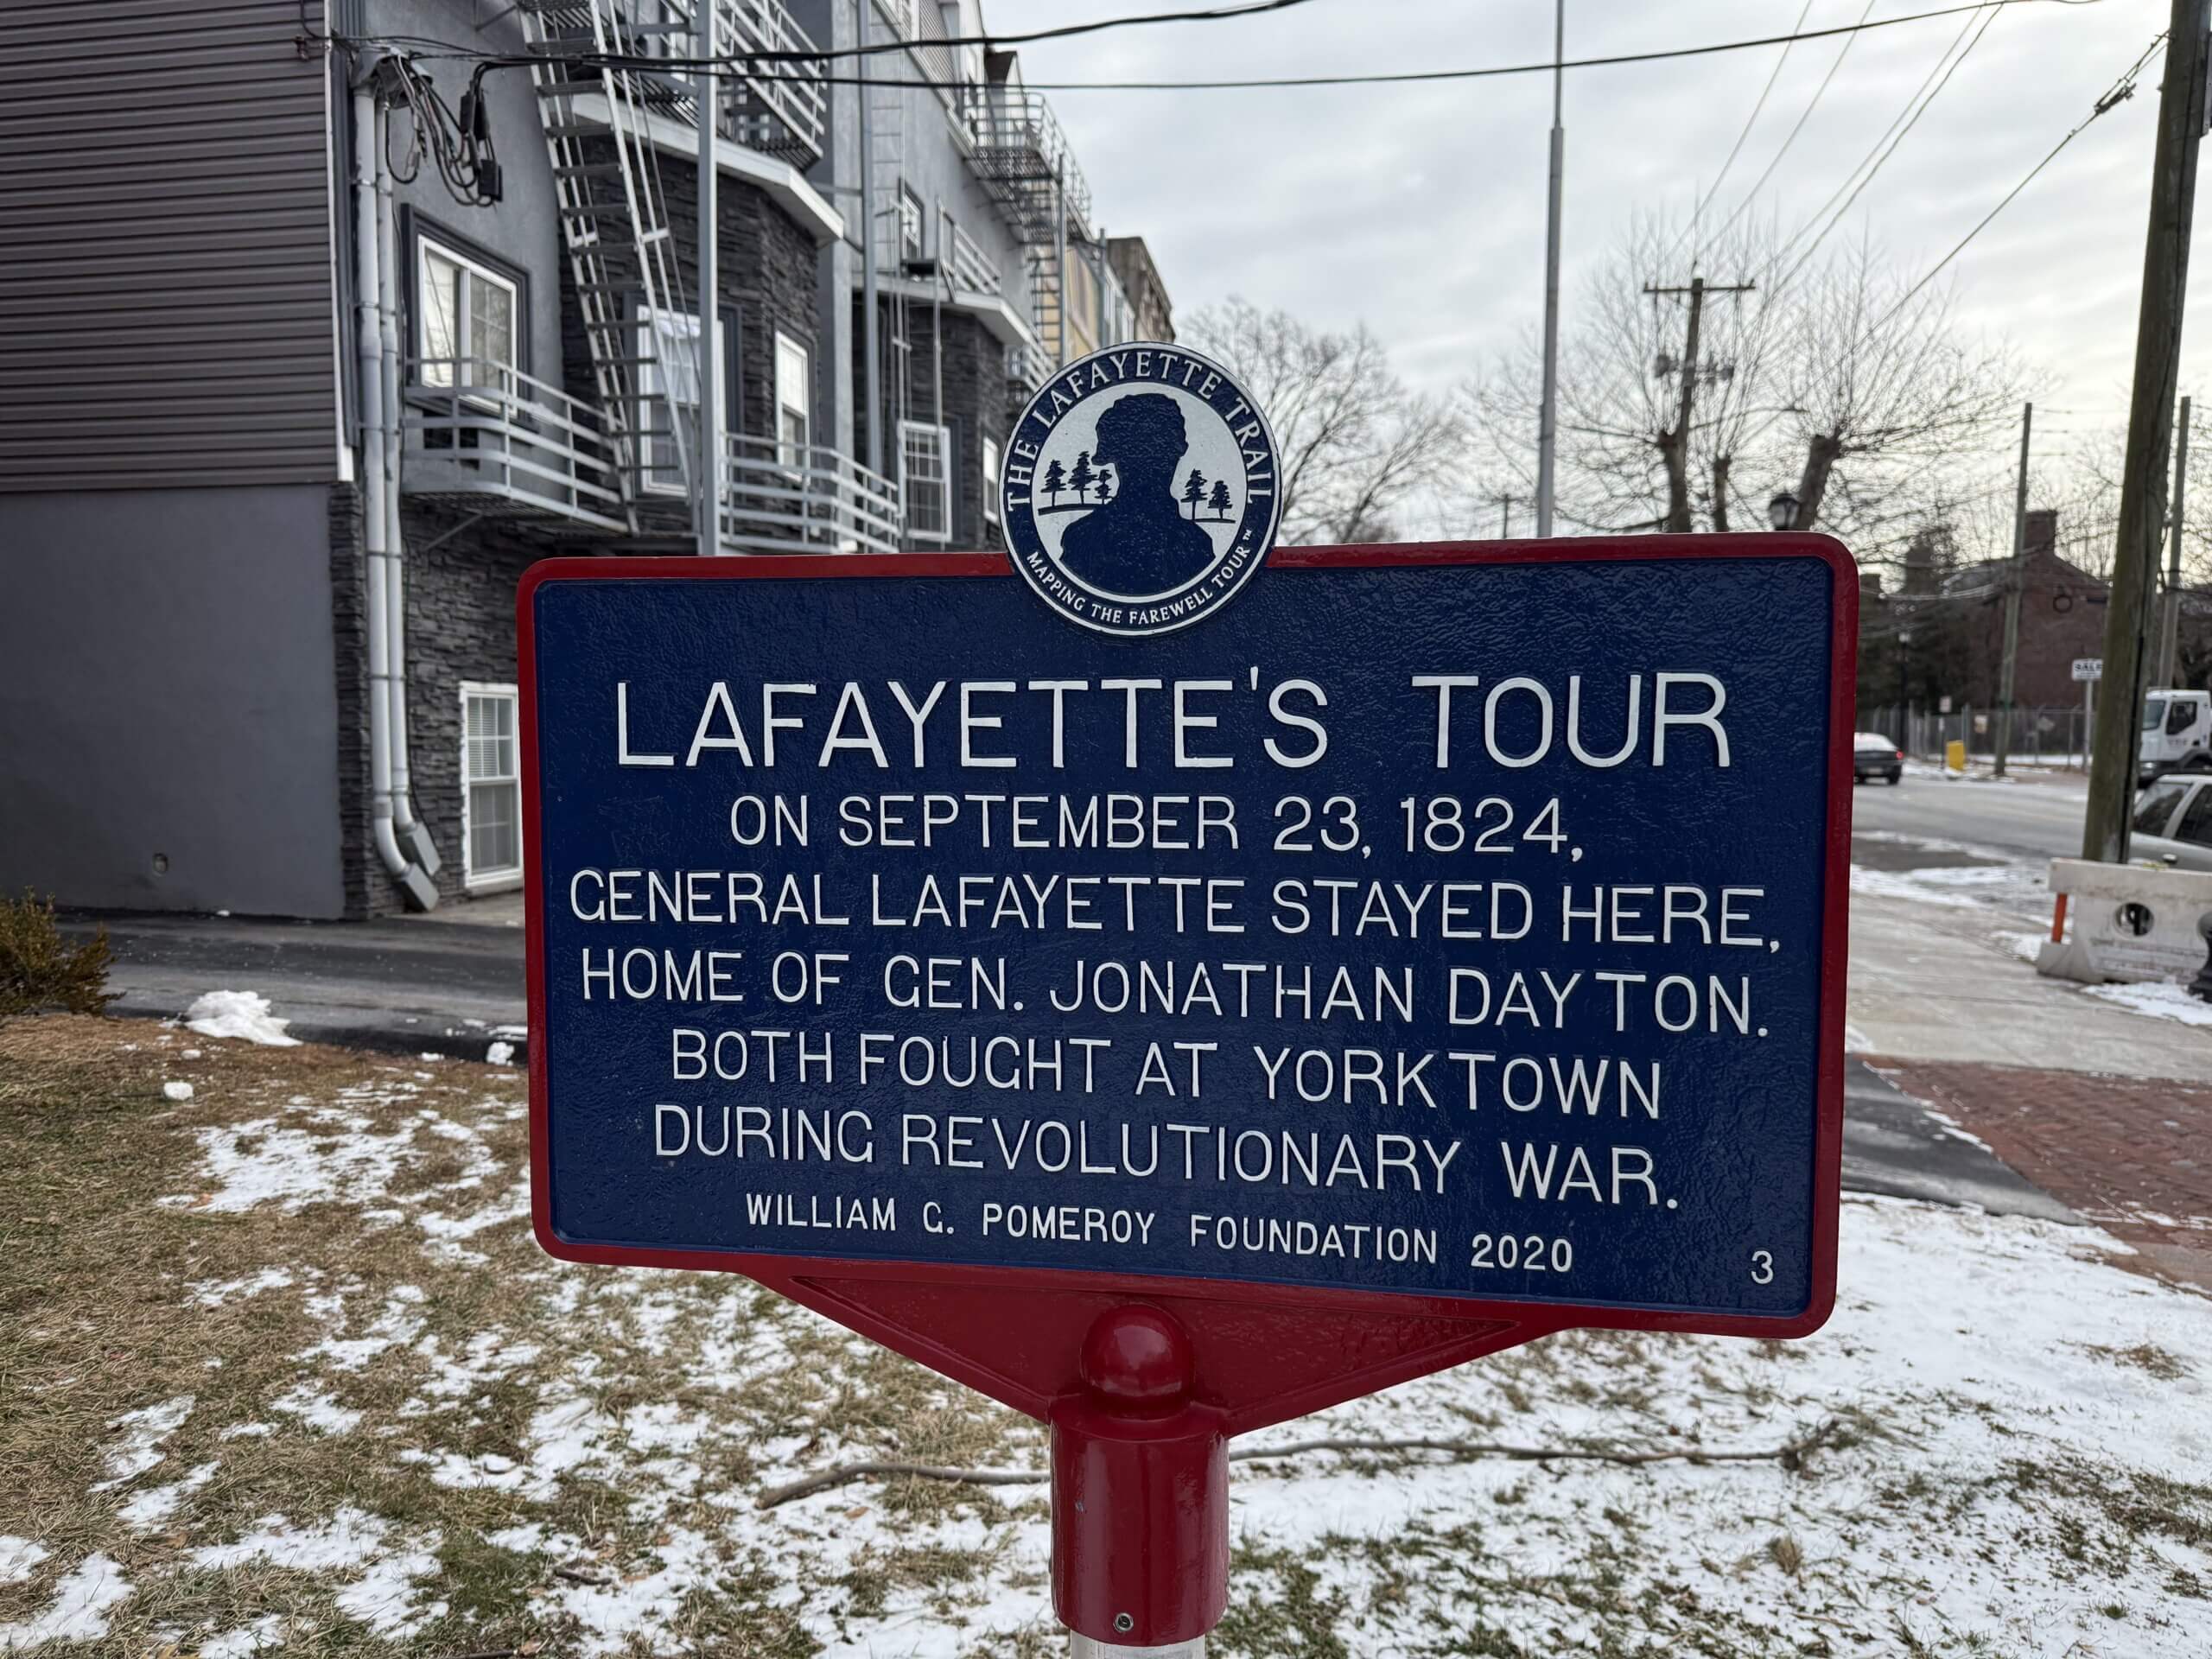 THE LAFAYETTE TRAIL
MAPPING THE FAREWELL TOUR™
LAFAYETTE'S TOUR
ON SEPTEMBER 23, 1824,
GENERAL LAFAYETTE STAYED HERE,
HOME OF GEN. JONATHAN DAYTON.
BOTH FOUGHT AT YORKTOWN
DURING REVOLUTIONARY WAR.
WILLIAM G. POMEROY FOUNDATION 2020
3